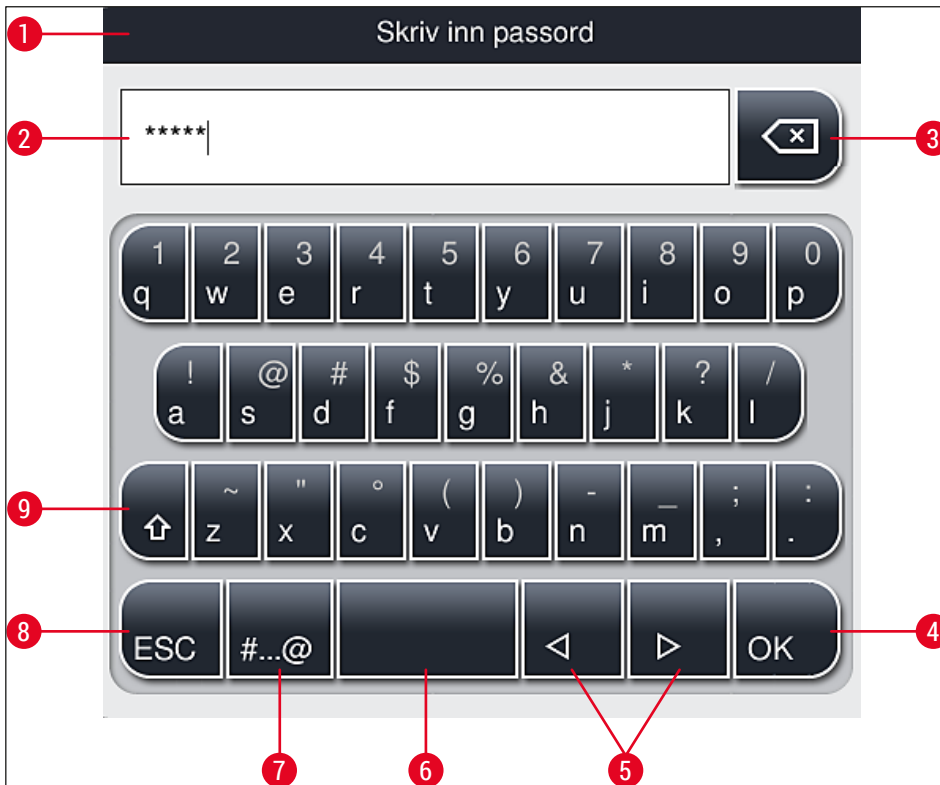 1 Skriv inn passord
2 ***** 3
1 2 3 4 5 6 7 8 9 0
q w e r t y u i o p
! @ # $ % & * ? /
a s d f g h j k l
~ " ° ( ) - _ ; :
9 z x c v b n m , .
8 ESC #...@ OK 4
7 6 5